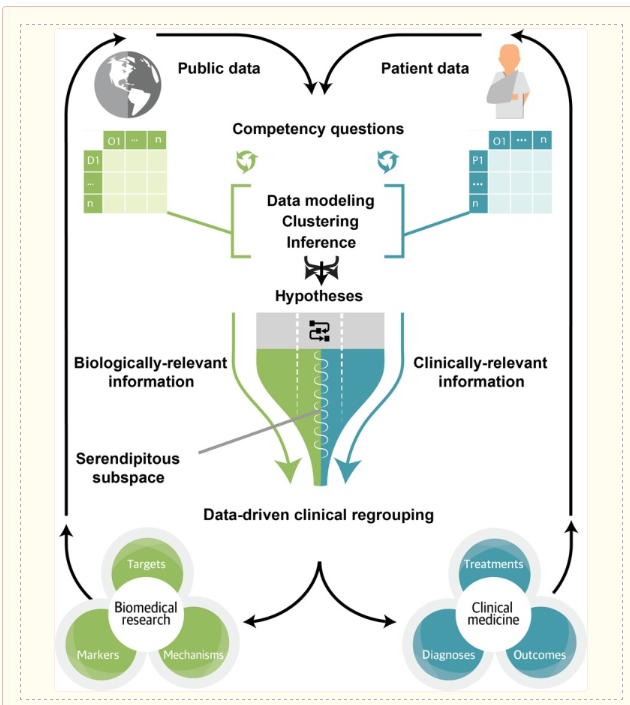 Public data
Patient data
Competency questions
O1 ... n
D1
...
n
O1 ••• n
P1
•••
n
Data modeling
Clustering
Inference
Hypotheses
Biologically-relevant
information
Clinically-relevant
information
Serendipitous
subspace
Data-driven clinical regrouping
Targets
Biomedical
research
Markers
Mechanisms
Treatments
Clinical
medicine
Diagnoses
Outcomes